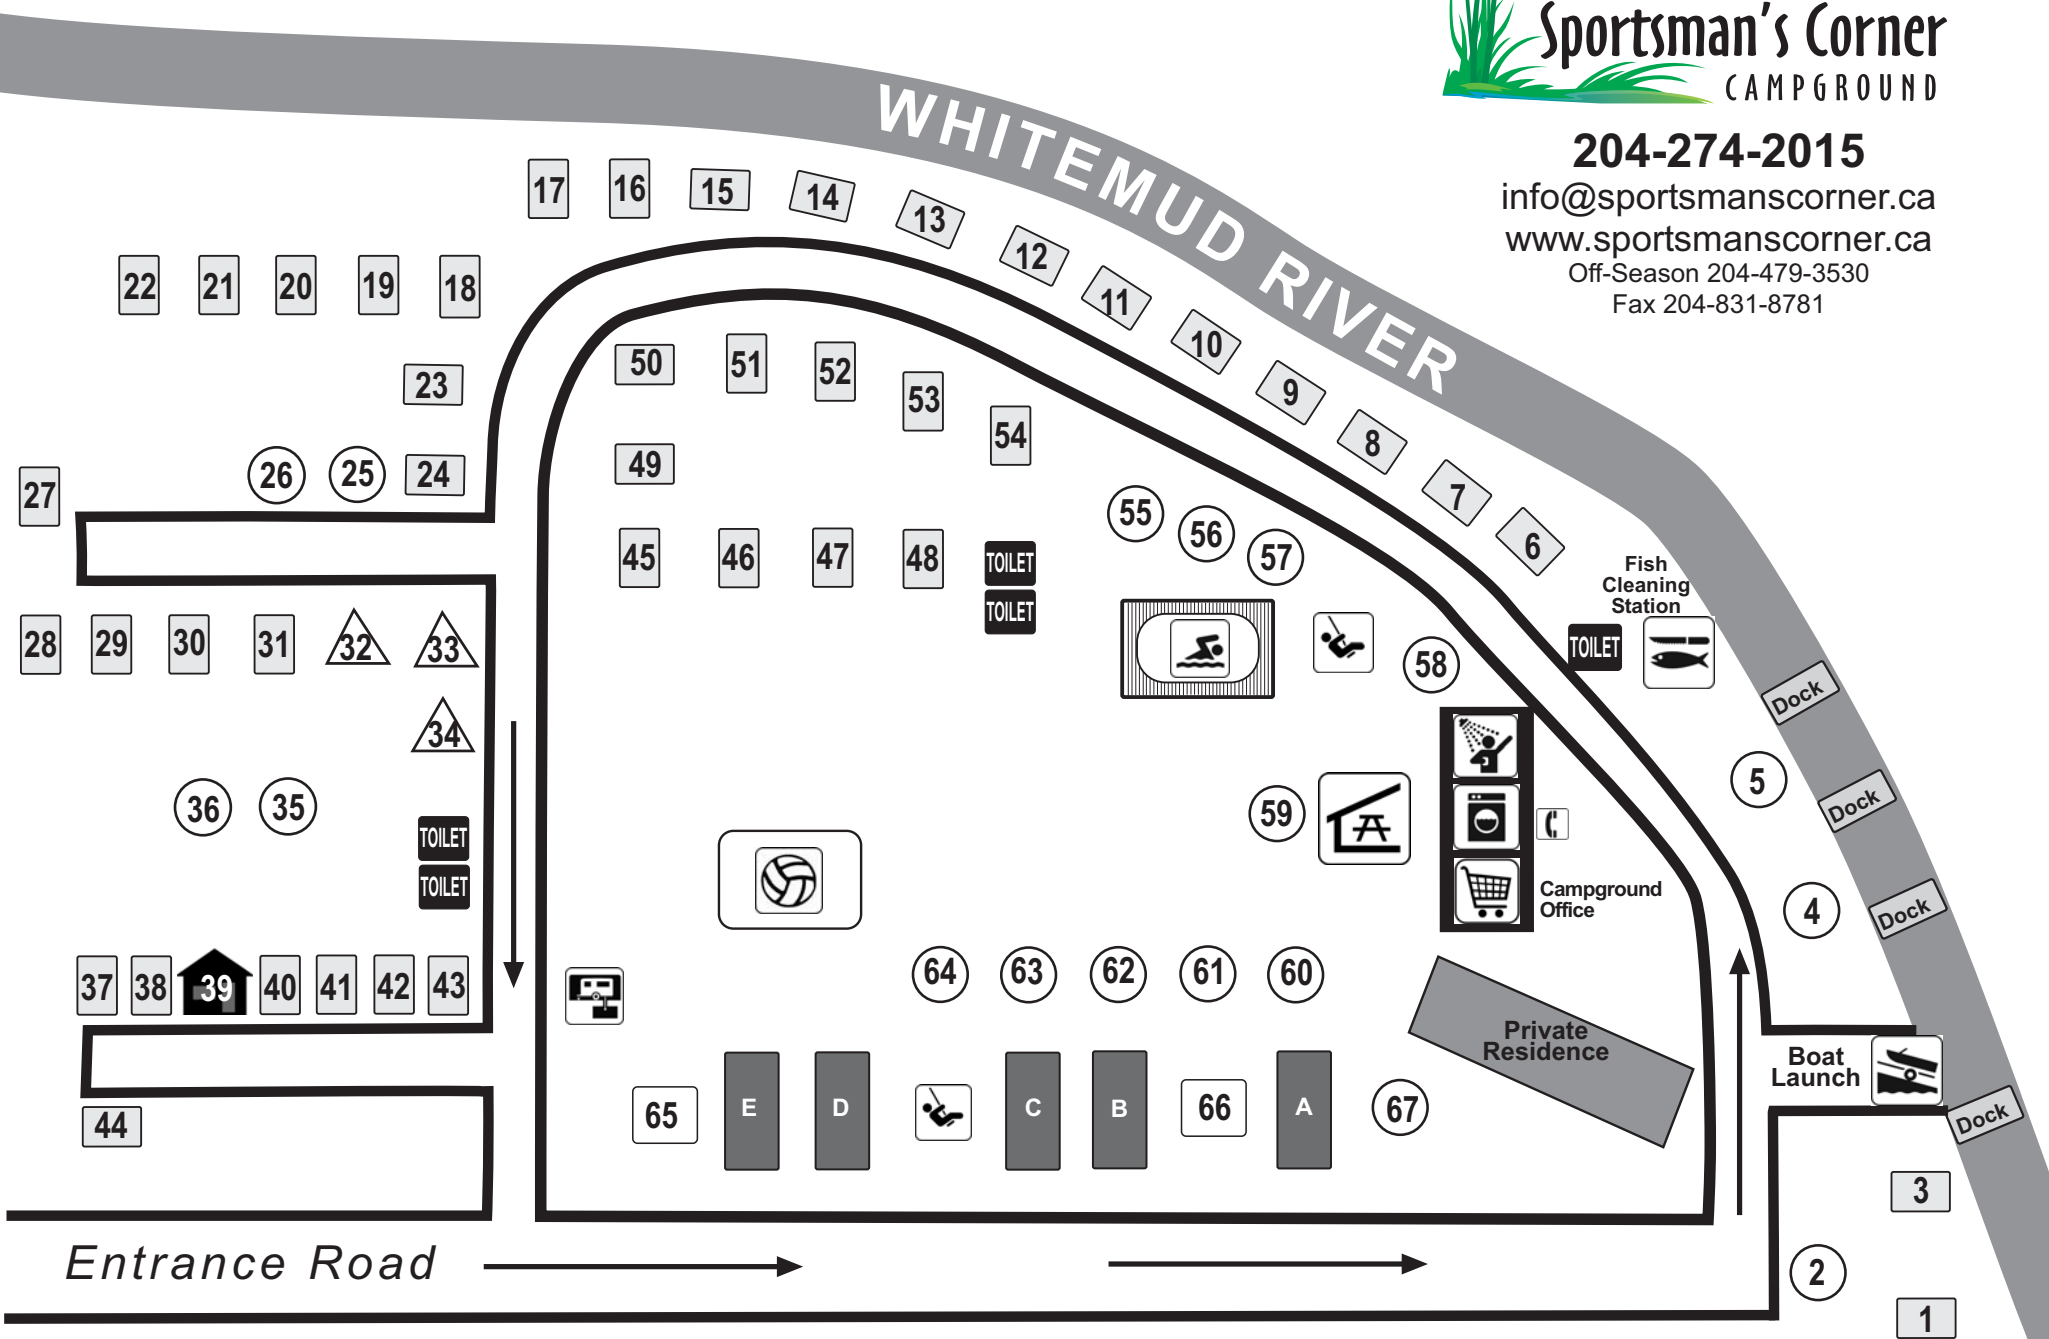 Sportsman's Corner
CAMPGROUND
204-274-2015
info@sportsmanscorner.ca
www.sportsmanscorner.ca
Off-Season 204-479-3530
Fax 204-831-8781
WHITEMUD RIVER
17 16 15 14 13 12 11 10 9 8 7 6
22 21 20 19 18
23
50 51 52 53 54
27 26 25 24
49
55 56 57
45 46 47 48
TOILET
TOILET
Fish
Cleaning
Station
TOILET
28 29 30 31 32 33
58
Dock
34
36 35
5
Dock
59
TOILET
TOILET
Campground
Office
4
Dock
37 38 39 40 41 42 43
64 63 62 61 60
Private
Residence
Boat
Launch
44
65 E D C B 66 A 67
Dock
3
Entrance Road
2
1